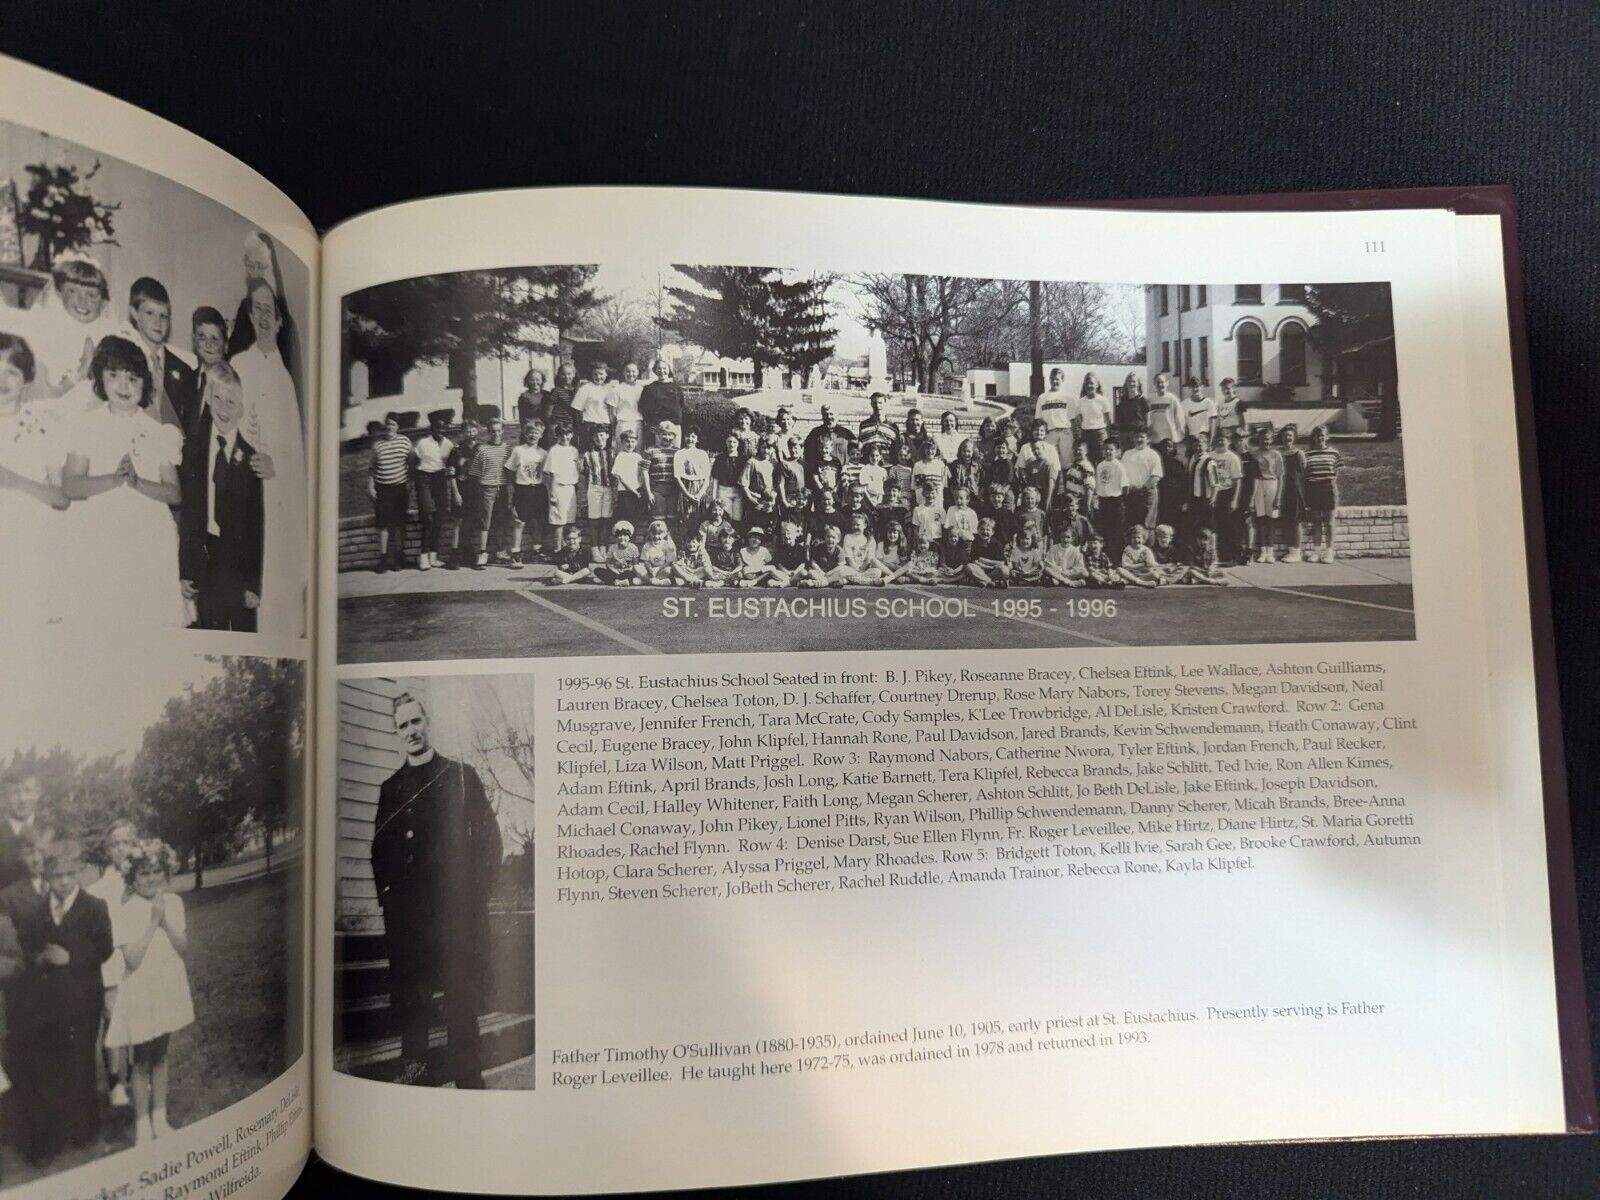 111
ST. EUSTACHIUS SCHOOL 1995 - 1996
1995-96 St. Eustachius School Seated in front: B. J. Pikey, Roseanne Bracey, Chelsea Eftink, Lee Wallace, Ashton Guilliams,
Lauren Bracey, Chelsea Toton, D. J. Schaffer, Courtney Drerup, Rose Mary Nabors, Torey Stevens, Megan Davidson, Neal
Musgrave, Jennifer French, Tara McCrate, Cody Samples, K'Lee Trowbridge, Al DeLisle, Kristen Crawford. Row 2: Gena
Cecil, Eugene Bracey, John Klipfel, Hannah Rone, Paul Davidson, Jared Brands, Kevin Schwendemann, Heath Conaway, Clint
Klipfel, Liza Wilson, Matt Priggel. Row 3: Raymond Nabors, Catherine Nwora, Tyler Eftink, Jordan French, Paul Recker,
Adam Eftink, April Brands, Josh Long, Katie Barnett, Tera Klipfel, Rebecca Brands, Jake Schlitt, Ted Ivie, Ron Allen Kimes,
Adam Cecil, Halley Whitener, Faith Long, Megan Scherer, Ashton Schlitt, Jo Beth DeLisle, Jake Eftink, Joseph Davidson,
Michael Conaway, John Pikey, Lionel Pitts, Ryan Wilson, Phillip Schwendemann, Danny Scherer, Micah Brands, Bree-Anna
Rhoades, Rachel Flynn. Row 4: Denise Darst, Sue Ellen Flynn, Fr. Roger Leveillee, Mike Hirtz, Diane Hirtz, St. Maria Goretti
Hotop, Clara Scherer, Alyssa Priggel, Mary Rhoades. Row 5: Bridgett Toton, Kelli Ivie, Sarah Gee, Brooke Crawford, Autumn
Flynn, Steven Scherer, JoBeth Scherer, Rachel Ruddle, Amanda Trainor, Rebecca Rone, Kayla Klipfel.
Father Timothy O'Sullivan (1880-1935), ordained June 10, 1905, early priest at St. Eustachius. Presently serving is Father
Roger Leveillee. He taught here 1972-75, was ordained in 1978 and returned in 1993.
Sadie Powell, Rosemary DeLisle,
Raymond Eftink, Phillip Eftink,
Wilfreida.